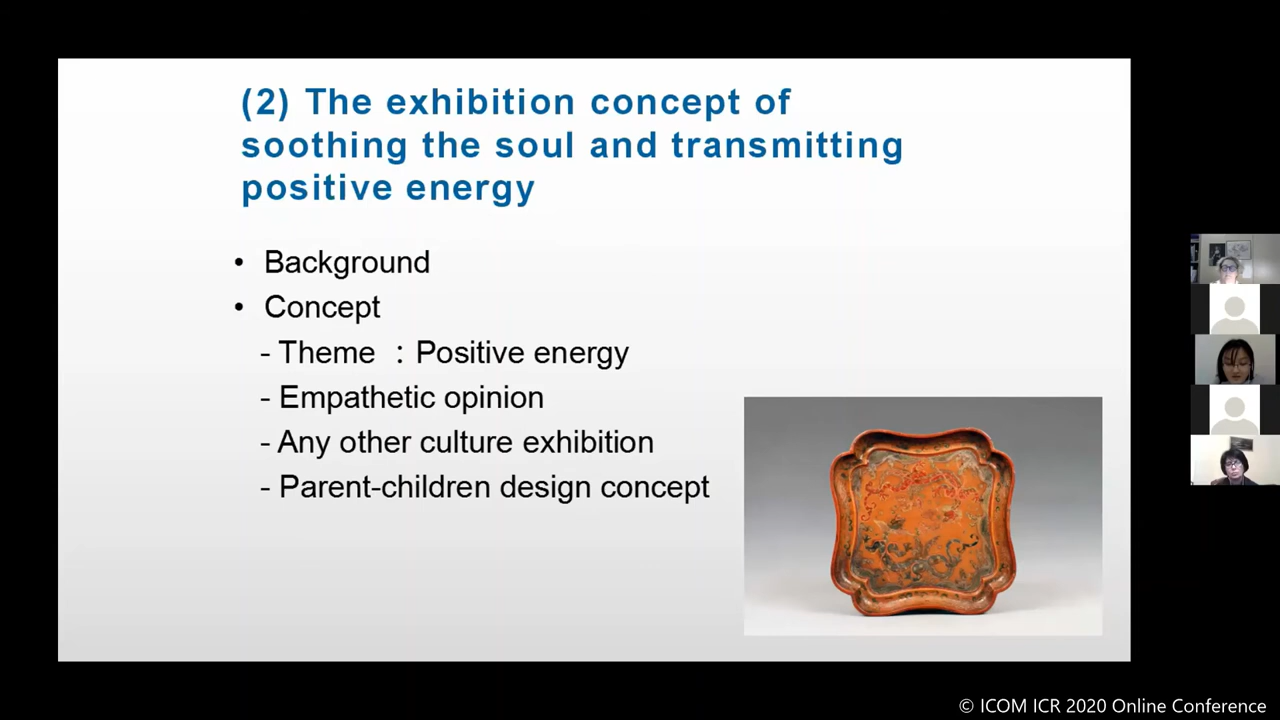 (2) The exhibition concept of
soothing the soul and transmitting
positive energy
• Background
• Concept
- Theme ：Positive energy
- Empathetic opinion
- Any other culture exhibition
- Parent-children design concept
© ICOM ICR 2020 Online Conference